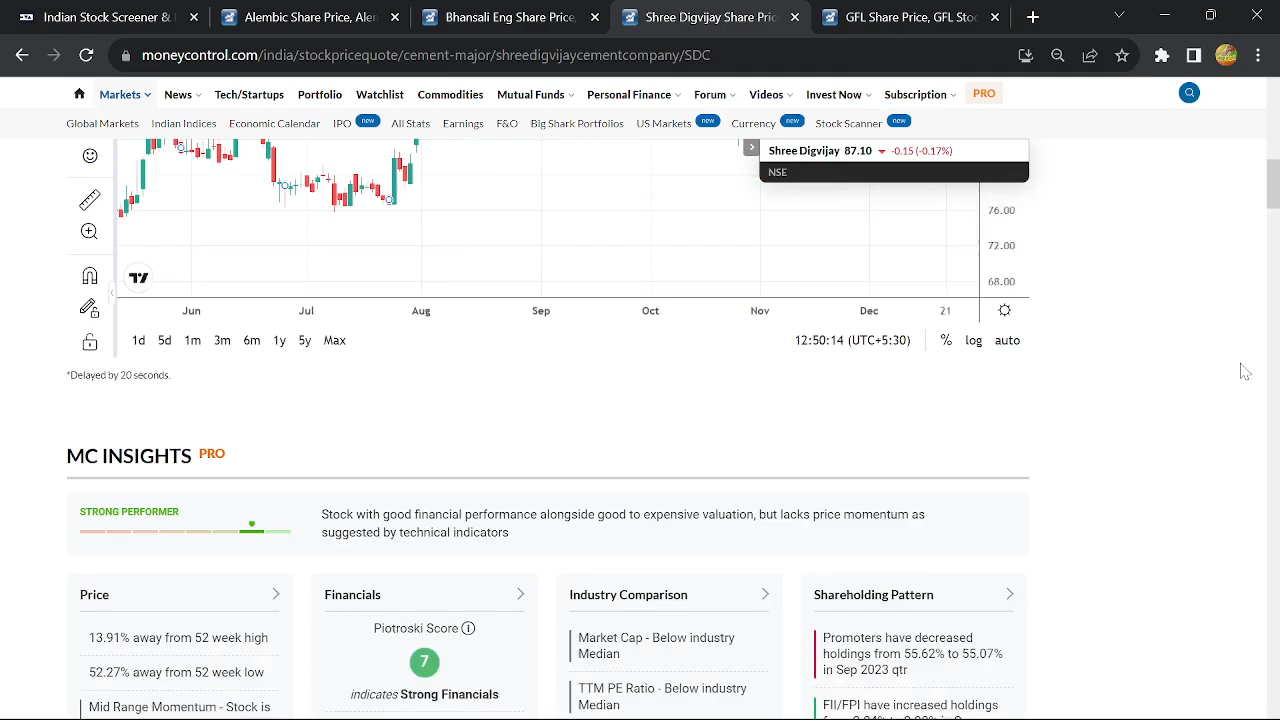 Indian Stock Screener &
Alembic Share Price, Aler
Bhansali Eng Share Price,
Shree Digvijay Share Pric
GFL Share Price, GFL Stoc
moneycontrol.com/india/stockpricequote/cement-major/shreedigvijaycementcompany/SDC
Markets News Tech/Startups Portfolio Watchlist Commodities Mutual Funds Personal Finance Forum Videos Invest Now Subscription PRO
Global Markets Indian Indices Economic Calendar IPO new All Stats Earnings F&O Big Shark Portfolios US Markets new Currency new Stock Scanner new
Shree Digvijay 87.10 -0.15 (-0.17%)
NSE
76.00
72.00
68.00
Jun Jul Aug Sep Oct Nov Dec 21
1d 5d 1m 3m 6m 1y 5y Max 12:50:14 (UTC+5:30) % log auto
*Delayed by 20 seconds.
MC INSIGHTS PRO
STRONG PERFORMER
Stock with good financial performance alongside good to expensive valuation, but lacks price momentum as
suggested by technical indicators
Price
13.91% away from 52 week high
52.27% away from 52 week low
Mid Range Momentum - Stock is
Financials
Piotroski Score
7
indicates Strong Financials
Industry Comparison
Market Cap - Below industry
Median
TTM PE Ratio - Below industry
Median
Shareholding Pattern
Promoters have decreased
holdings from 55.62% to 55.07%
in Sep 2023 qtr
FII/FPI have increased holdings